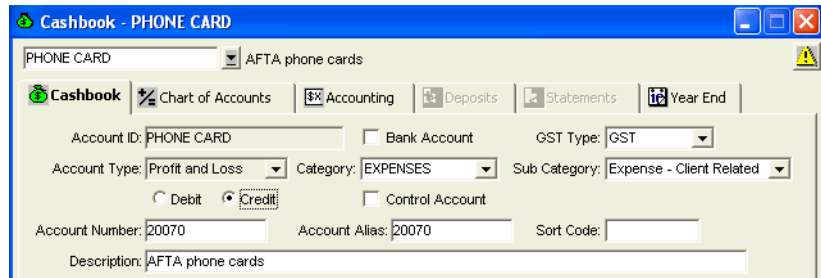 Cashbook - PHONE CARD
PHONE CARD AFTA phone cards
Cashbook Chart of Accounts Accounting Deposits Statements Year End
Account ID: PHONE CARD Bank Account GST Type: GST
Account Type: Profit and Loss Category: EXPENSES Sub Category: Expense - Client Related
Debit Credit Control Account
Account Number: 20070 Account Alias: 20070 Sort Code:
Description: AFTA phone cards